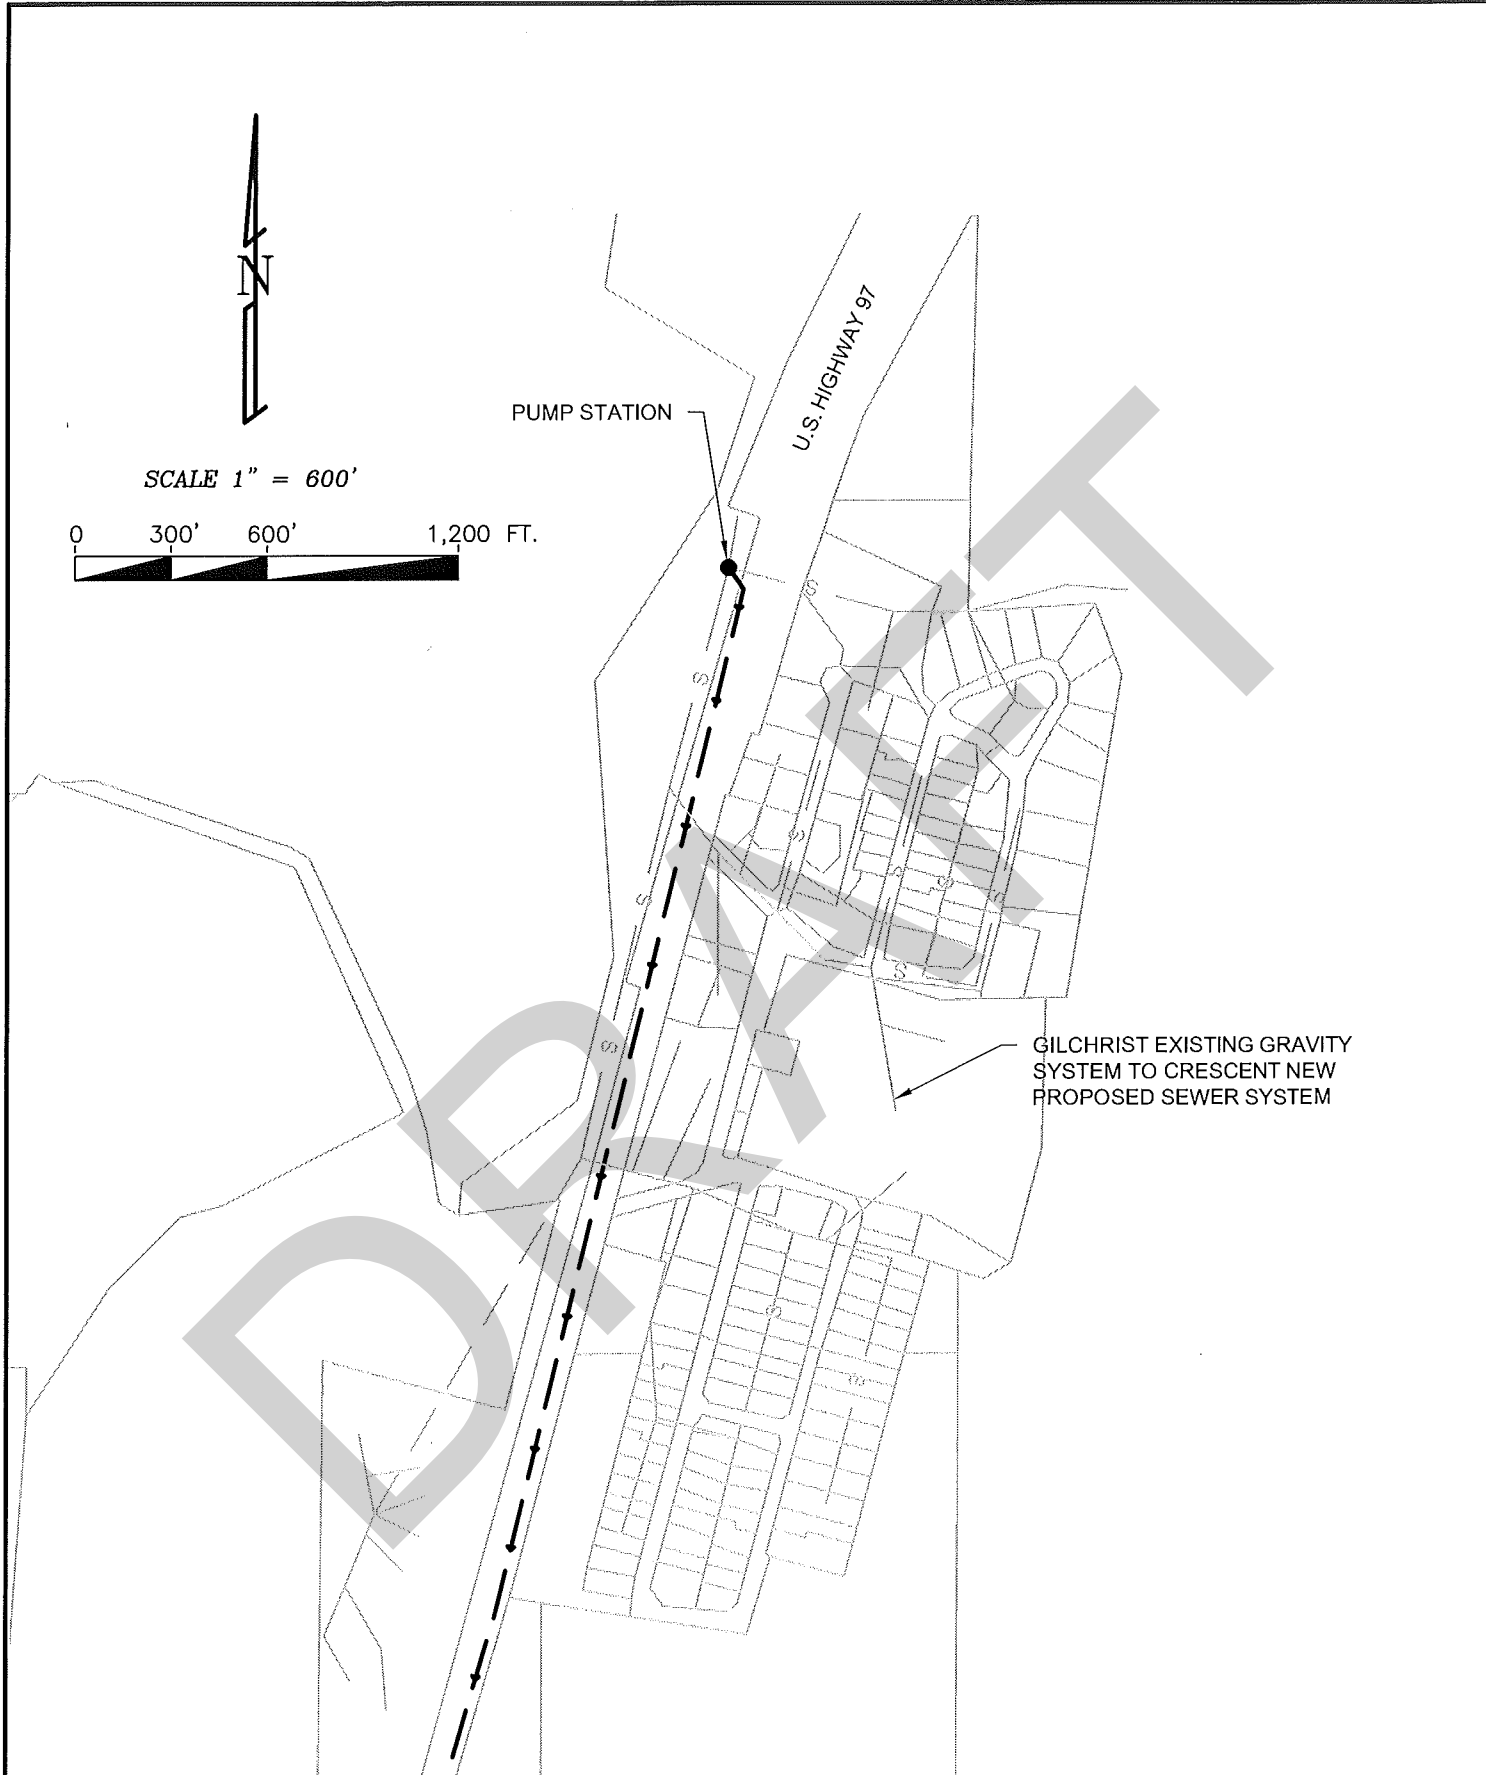 N
SCALE 1" = 600'
0 300' 600' 1,200 FT.
PUMP STATION
U.S. HIGHWAY 97
S
S
S
S
S
S
S
S
S
S
S
S
GILCHRIST EXISTING GRAVITY
SYSTEM TO CRESCENT NEW
PROPOSED SEWER SYSTEM
DRAFT